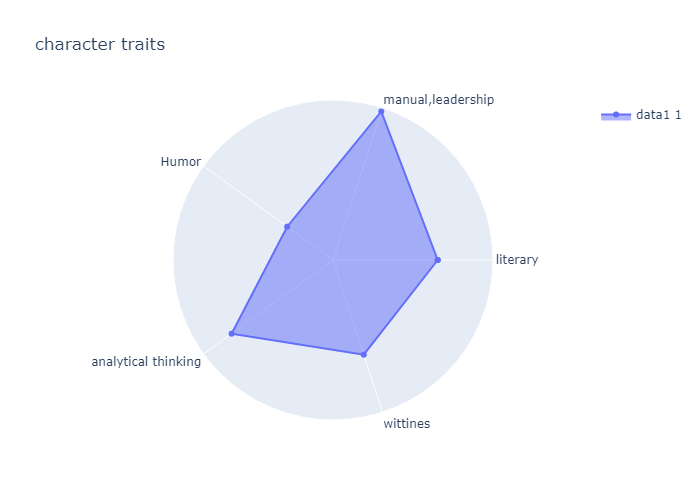 character traits
manual,leadership
data1 1
Humor
literary
analytical thinking
wittines